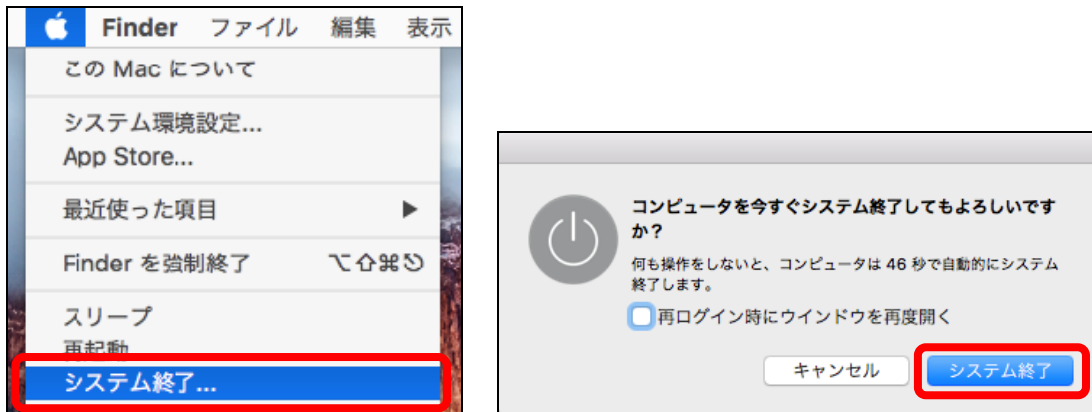 Finder ファイル 編集 表示
この Mac について
システム環境設定...
App Store...
最近使った項目 ▶
Finder を強制終了 ⌥⇧⌘⎋
スリープ
再起動
システム終了...
コンピュータを今すぐシステム終了してもよろしいです
か？
何も操作をしないと、コンピュータは 46 秒で自動的にシステム
終了します。
再ログイン時にウインドウを再度開く
キャンセル システム終了